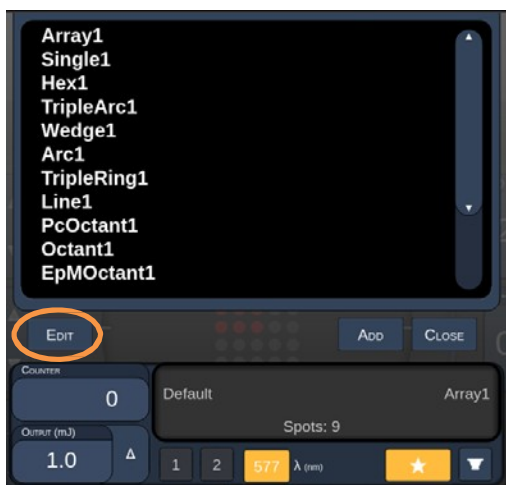 Array1
Single1
Hex1
TripleArc1
Wedge1
Arc1
TripleRing1
Line1
PcOctant1
Octant1
EpMOctant1
EDIT
ADD
CLOSE
COUNTER
0
Default
Array1
Spots: 9
OUTPUT (mJ)
1.0
Δ
1
2
577
λ (nm)